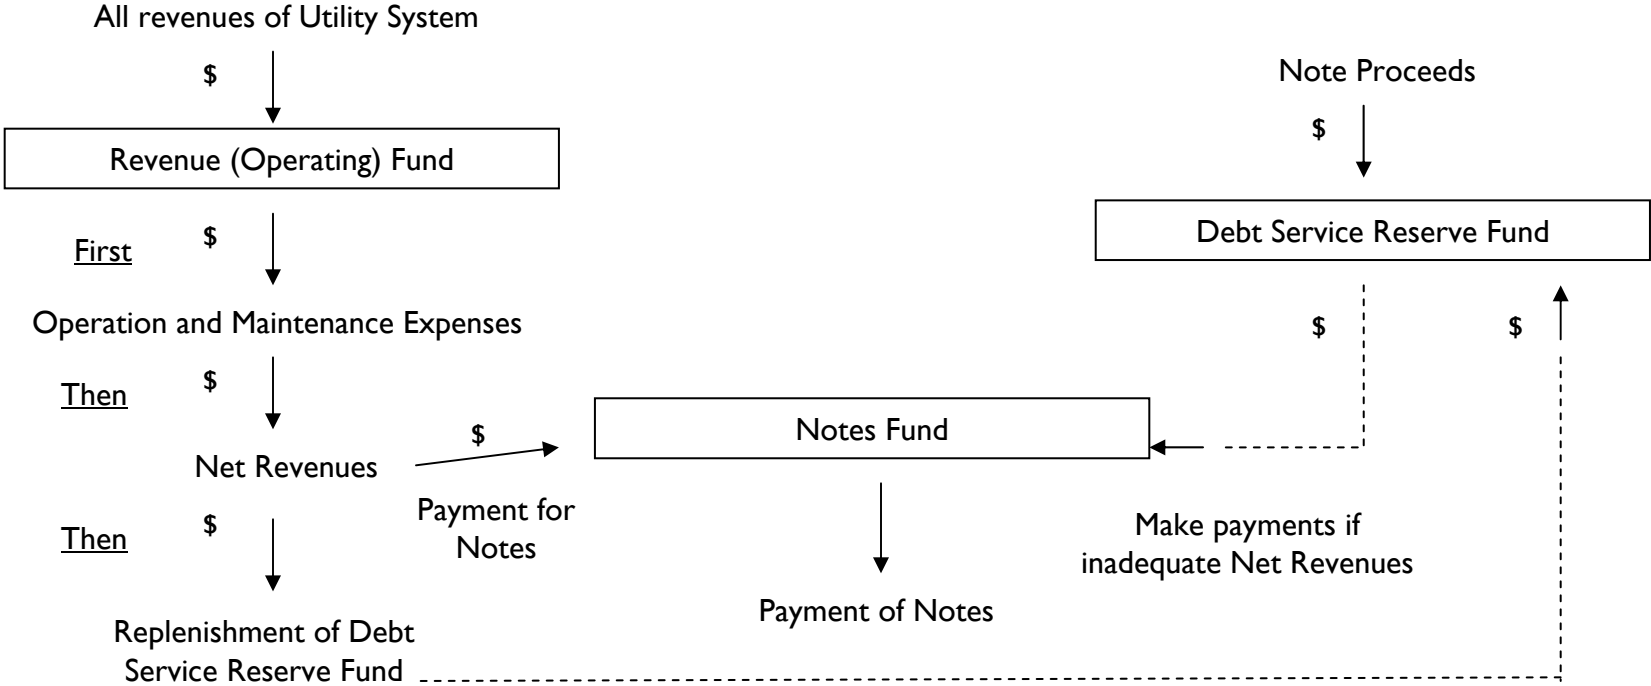 All revenues of Utility System
$
Note Proceeds
$
Revenue (Operating) Fund
Debt Service Reserve Fund
First
$
Operation and Maintenance Expenses
$
$
Then
$
Notes Fund
$
Net Revenues
Payment for
Notes
Make payments if
inadequate Net Revenues
Then
$
Payment of Notes
Replenishment of Debt
Service Reserve Fund